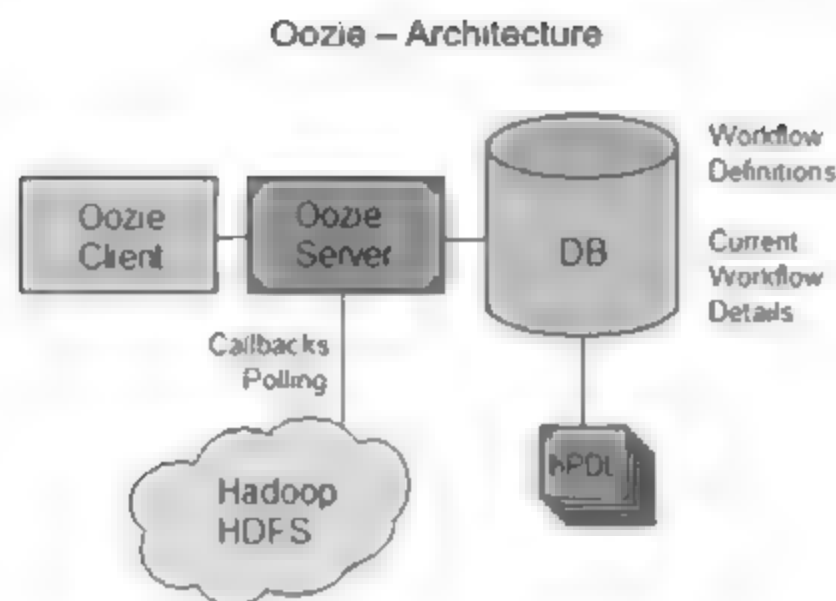 Oozie – Architecture
Oozie
Client
Oozie
Server
DB
Workflow
Definitions
Current
Workflow
Details
Callbacks
Polling
Hadoop
HDFS
hPDL